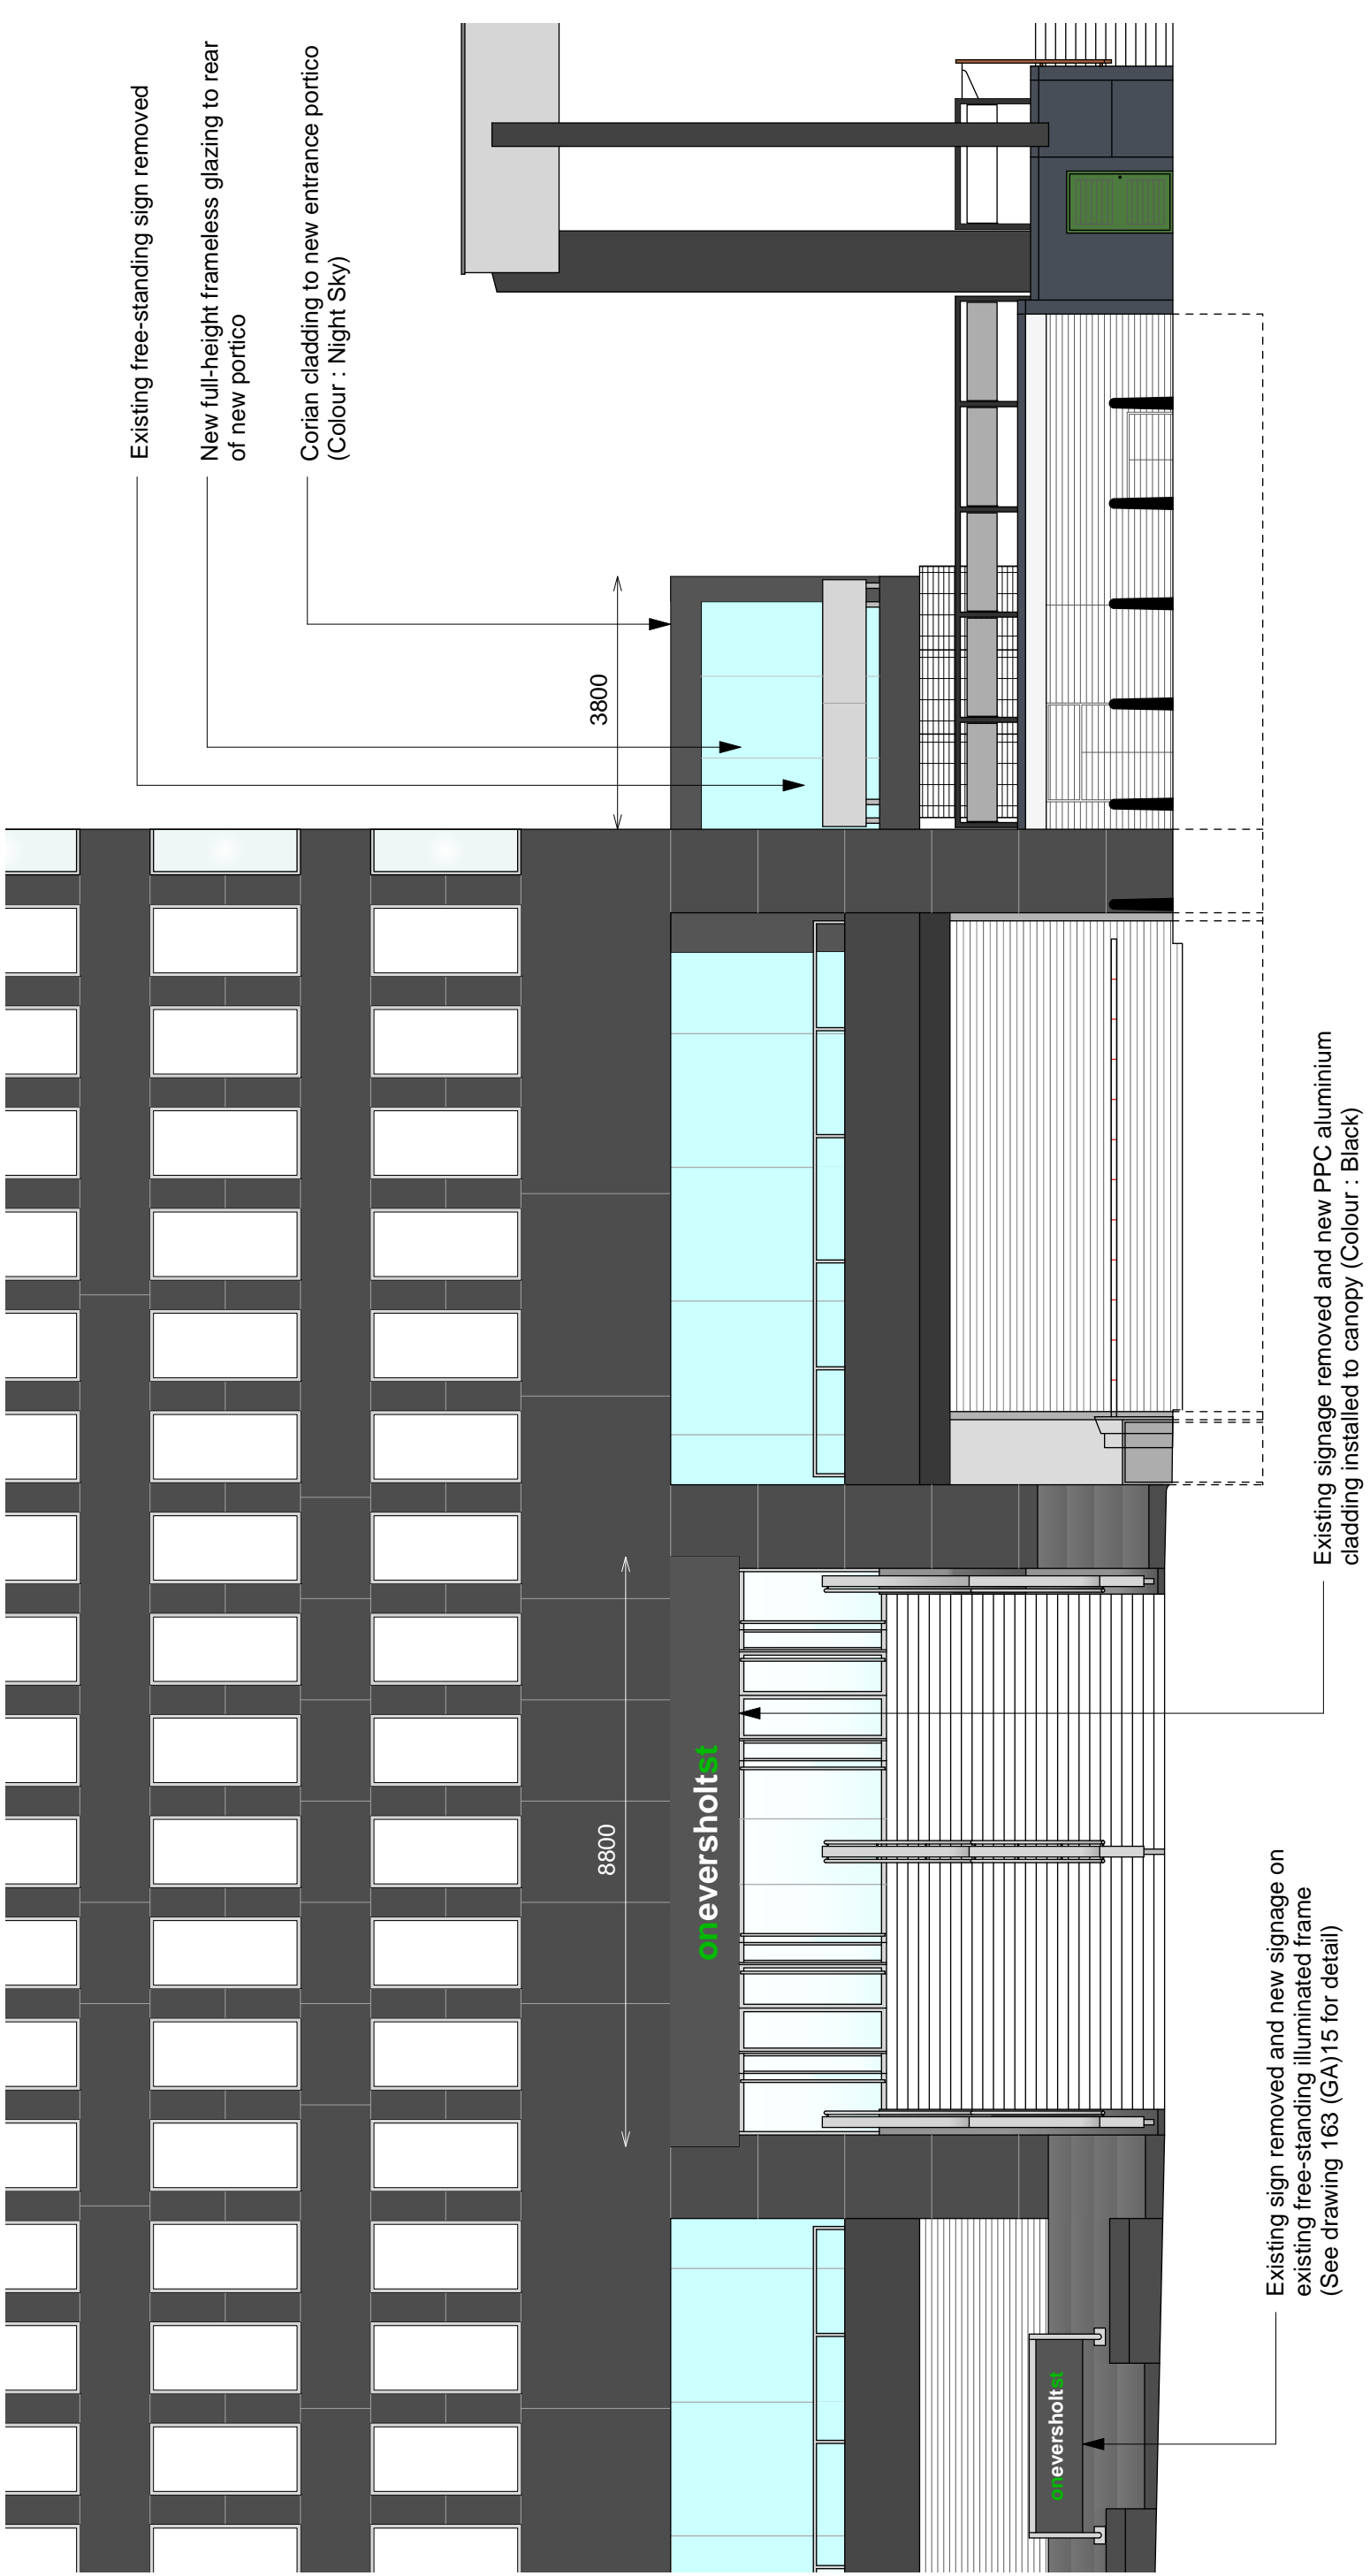 Existing free-standing sign removed
New full-height frameless glazing to rear
of new portico
Corian cladding to new entrance portico
(Colour : Night Sky)
3800
8800
oneversholtst
oneversholtst
Existing signage removed and new PPC aluminium
cladding installed to canopy (Colour : Black)
Existing sign removed and new signage on
existing free-standing illuminated frame
(See drawing 163 (GA)15 for detail)